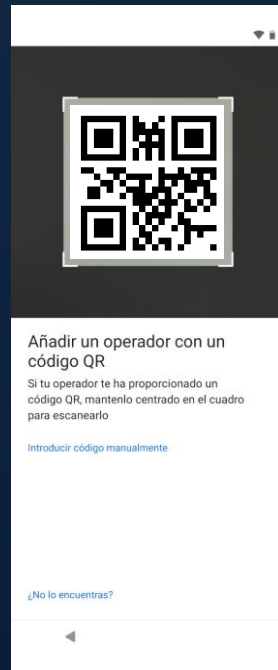 Añadir un operador con un
código QR
Si tu operador te ha proporcionado un
código QR, mantenlo centrado en el cuadro
para escanearlo
Introducir código manualmente
¿No lo encuentras?